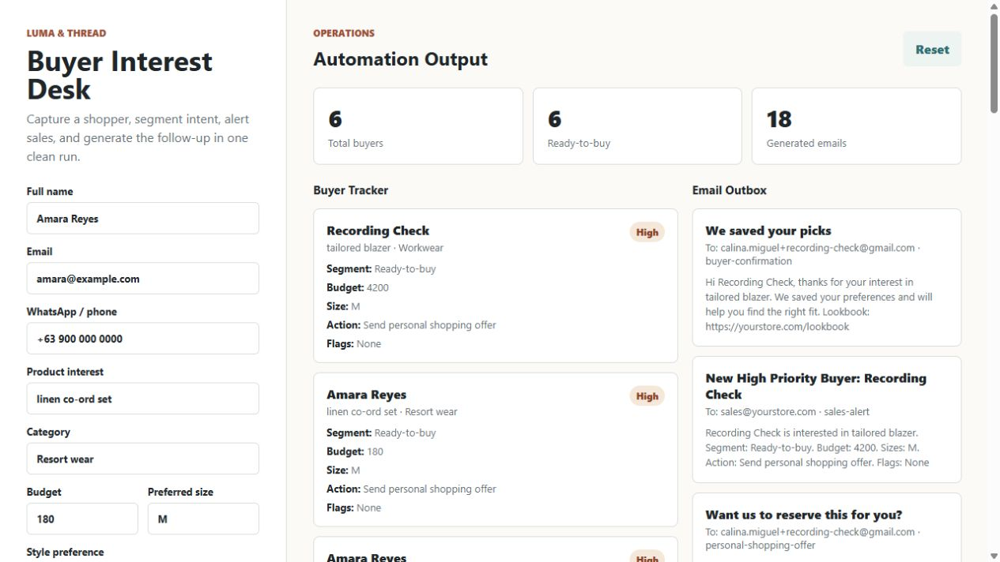 LUMA & THREAD
Buyer Interest
Desk
Capture a shopper, segment intent, alert
sales, and generate the follow-up in one
clean run.
Full name
Amara Reyes
Email
amara@example.com
WhatsApp / phone
+63 900 000 0000
Product interest
linen co-ord set
Category
Resort wear
Budget
Preferred size
180
M
Style preference
OPERATIONS
Automation Output
Reset
6
Total buyers
6
Ready-to-buy
18
Generated emails
Buyer Tracker
Recording Check
High
tailored blazer · Workwear
Segment: Ready-to-buy
Budget: 4200
Size: M
Action: Send personal shopping offer
Flags: None
Amara Reyes
High
linen co-ord set · Resort wear
Segment: Ready-to-buy
Budget: 180
Size: M
Action: Send personal shopping offer
Flags: None
Amara Reyes
High
Email Outbox
We saved your picks
To: calina.miguel+recording-check@gmail.com ·
buyer-confirmation
Hi Recording Check, thanks for your interest in
tailored blazer. We saved your preferences and will
help you find the right fit. Lookbook:
https://yourstore.com/lookbook
New High Priority Buyer: Recording
Check
To: sales@yourstore.com · sales-alert
Recording Check is interested in tailored blazer.
Segment: Ready-to-buy. Budget: 4200. Sizes: M.
Action: Send personal shopping offer. Flags: None
Want us to reserve this for you?
To: calina.miguel+recording-check@gmail.com ·
personal-shopping-offer